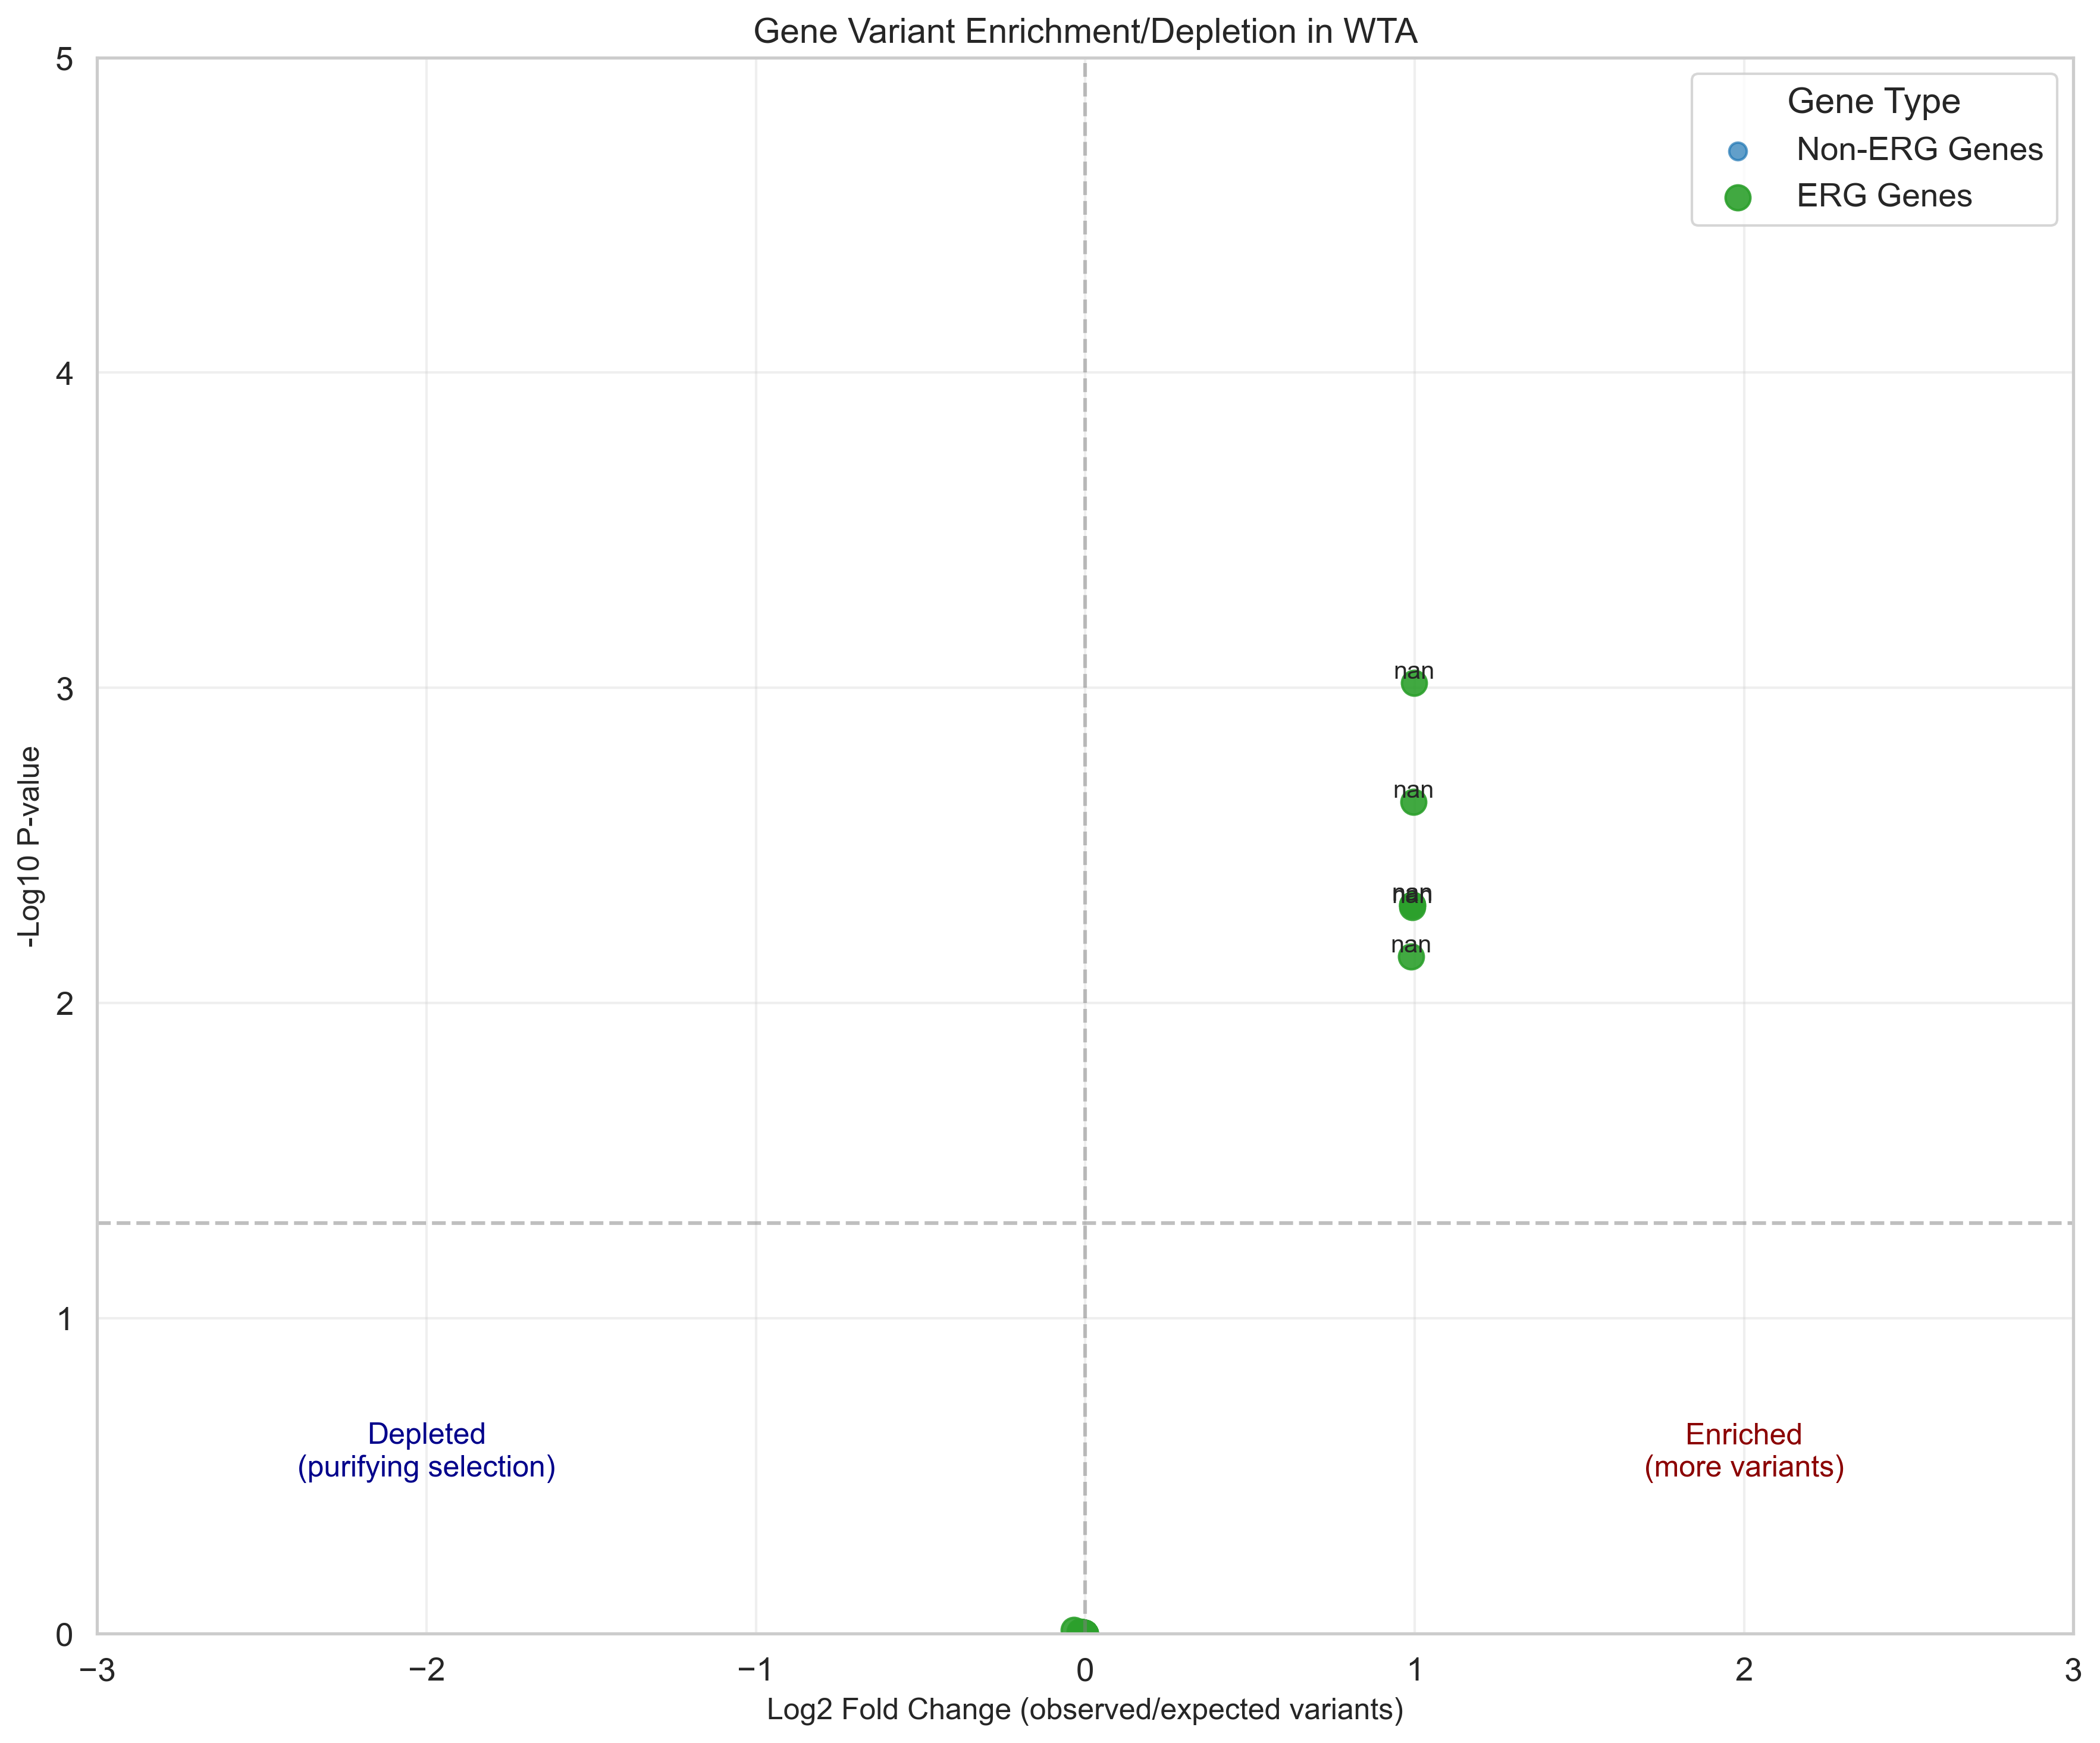 Gene Variant Enrichment/Depletion in WTA
5
4
3
2
1
0
-Log10 P-value
Gene Type
Non-ERG Genes
ERG Genes
nan
nan
nan
nan
nan
Depleted
(purifying selection)
Enriched
(more variants)
−3
−2
−1
0
1
2
3
Log2 Fold Change (observed/expected variants)